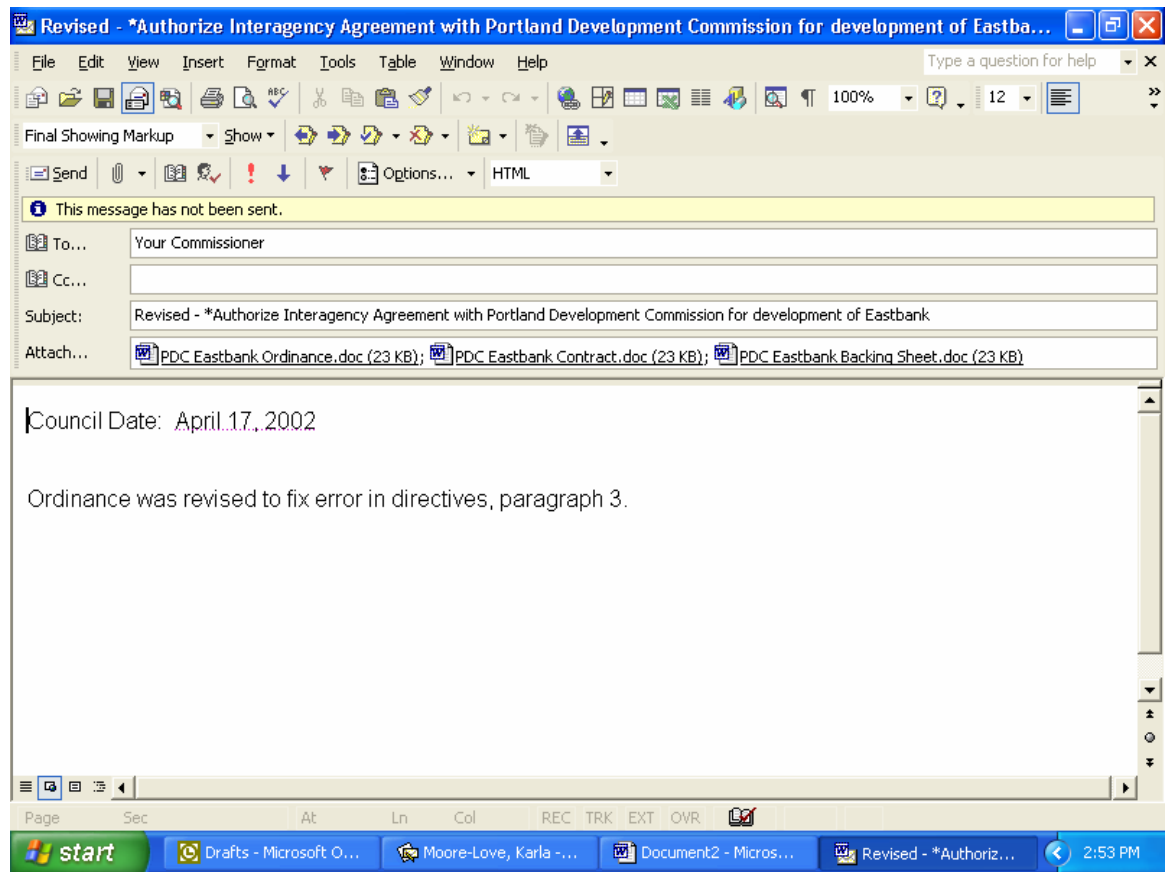 Revised - *Authorize Interagency Agreement with Portland Development Commission for development of Eastba...
File Edit View Insert Format Tools Table Window Help Type a question for help
100% 12
Final Showing Markup Show
Send Options... HTML
This message has not been sent.
To... Your Commissioner
Cc...
Subject: Revised - *Authorize Interagency Agreement with Portland Development Commission for development of Eastbank
Attach... PDC Eastbank Ordinance.doc (23 KB); PDC Eastbank Contract.doc (23 KB); PDC Eastbank Backing Sheet.doc (23 KB)
Council Date: April 17, 2002
Ordinance was revised to fix error in directives, paragraph 3.
Page Sec At Ln Col REC TRK EXT OVR
start Drafts - Microsoft O... Moore-Love, Karla -... Document2 - Micros... Revised - *Authoriz... 2:53 PM